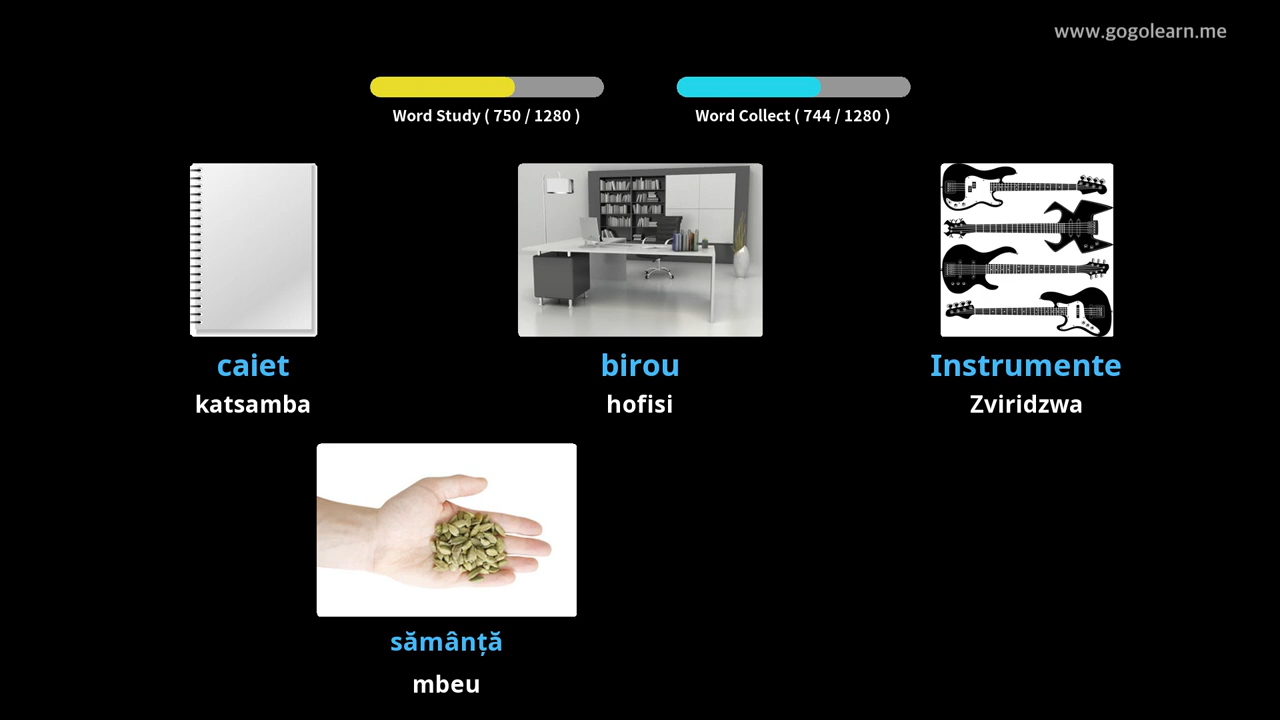 www.gogolearn.me
Word Study ( 750 / 1280 )
Word Collect ( 744 / 1280 )
caiet
katsamba
birou
hofisi
Instrumente
Zviridzwa
sămânță
mbeu